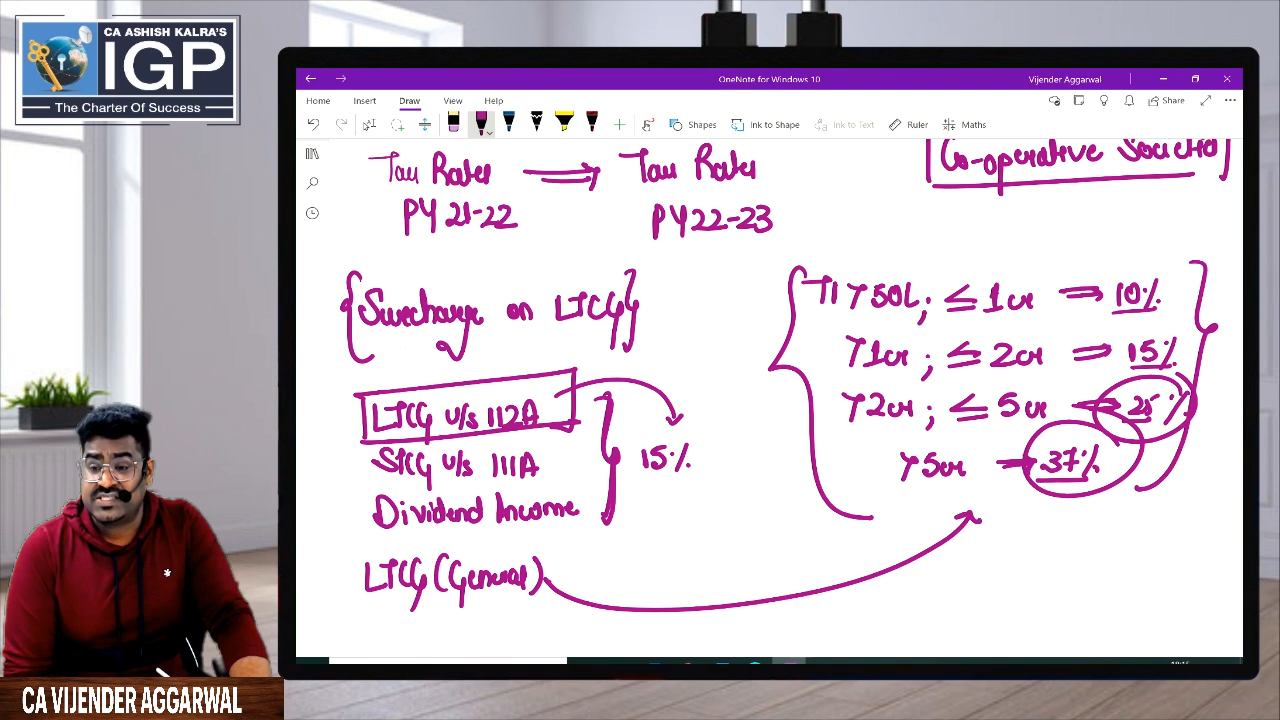 CA ASHISH KALRA'S
IGP
The Charter Of Success
OneNote for Windows 10
Vijender Aggarwal
Home Insert Draw View Help
Share
Shapes Ink to Shape Ink to Text Ruler Maths
Tax Rates ⟹ Tax Rates
PY 21-22 PY 22-23
Co-operative Societies
{Surcharge on LTCG}
TI >50L; ≤ 1cr ⟹ 10%
>1cr; ≤ 2cr ⟹ 15%
>2cr; ≤ 5cr ⟹ 25%
>5cr → 37%
LTCG u/s 112A
STCG u/s 111A
Dividend Income
15%
LTCG (General)
CA VIJENDER AGGARWAL